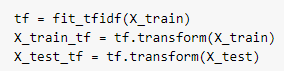 tf = fit_tfidf(X_train)
X_train_tf = tf.transform(X_train)
X_test_tf = tf.transform(X_test)